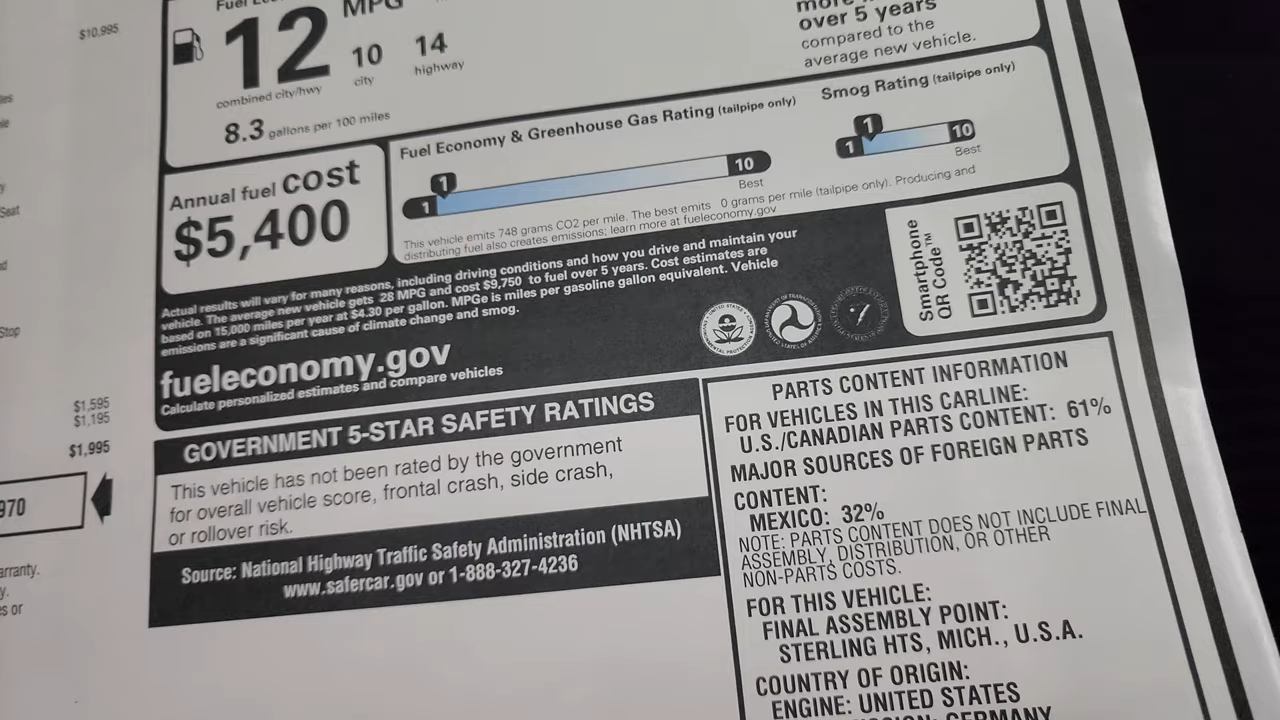 $10,995
Fuel
MPG
12
combined city/hwy
10
city
14
highway
8.3 gallons per 100 miles
over 5 years
compared to the
average new vehicle.
Annual fuel cost
$5,400
Fuel Economy & Greenhouse Gas Rating (tailpipe only)
1
1
10
Best
Smog Rating (tailpipe only)
1
1
10
Best
This vehicle emits 748 grams CO2 per mile. The best emits 0 grams per mile (tailpipe only). Producing and
distributing fuel also creates emissions; learn more at fueleconomy.gov
Actual results will vary for many reasons, including driving conditions and how you drive and maintain your
vehicle. The average new vehicle gets 28 MPG and cost $9,750 to fuel over 5 years. Cost estimates are
based on 15,000 miles per year at $4.30 per gallon. MPGe is miles per gasoline gallon equivalent. Vehicle
emissions are a significant cause of climate change and smog.
fueleconomy.gov
Calculate personalized estimates and compare vehicles
Smartphone
QR Code™
Seat
Stop
$1,595
$1,195
$1,995
970
arranty.
y.
s or
GOVERNMENT 5-STAR SAFETY RATINGS
This vehicle has not been rated by the government
for overall vehicle score, frontal crash, side crash,
or rollover risk.
Source: National Highway Traffic Safety Administration (NHTSA)
www.safercar.gov or 1-888-327-4236
PARTS CONTENT INFORMATION
FOR VEHICLES IN THIS CARLINE:
U.S./CANADIAN PARTS CONTENT: 61%
MAJOR SOURCES OF FOREIGN PARTS
CONTENT:
MEXICO: 32%
NOTE: PARTS CONTENT DOES NOT INCLUDE FINAL
ASSEMBLY, DISTRIBUTION, OR OTHER
NON-PARTS COSTS.
FOR THIS VEHICLE:
FINAL ASSEMBLY POINT:
STERLING HTS, MICH., U.S.A.
COUNTRY OF ORIGIN:
ENGINE: UNITED STATES
GERMANY